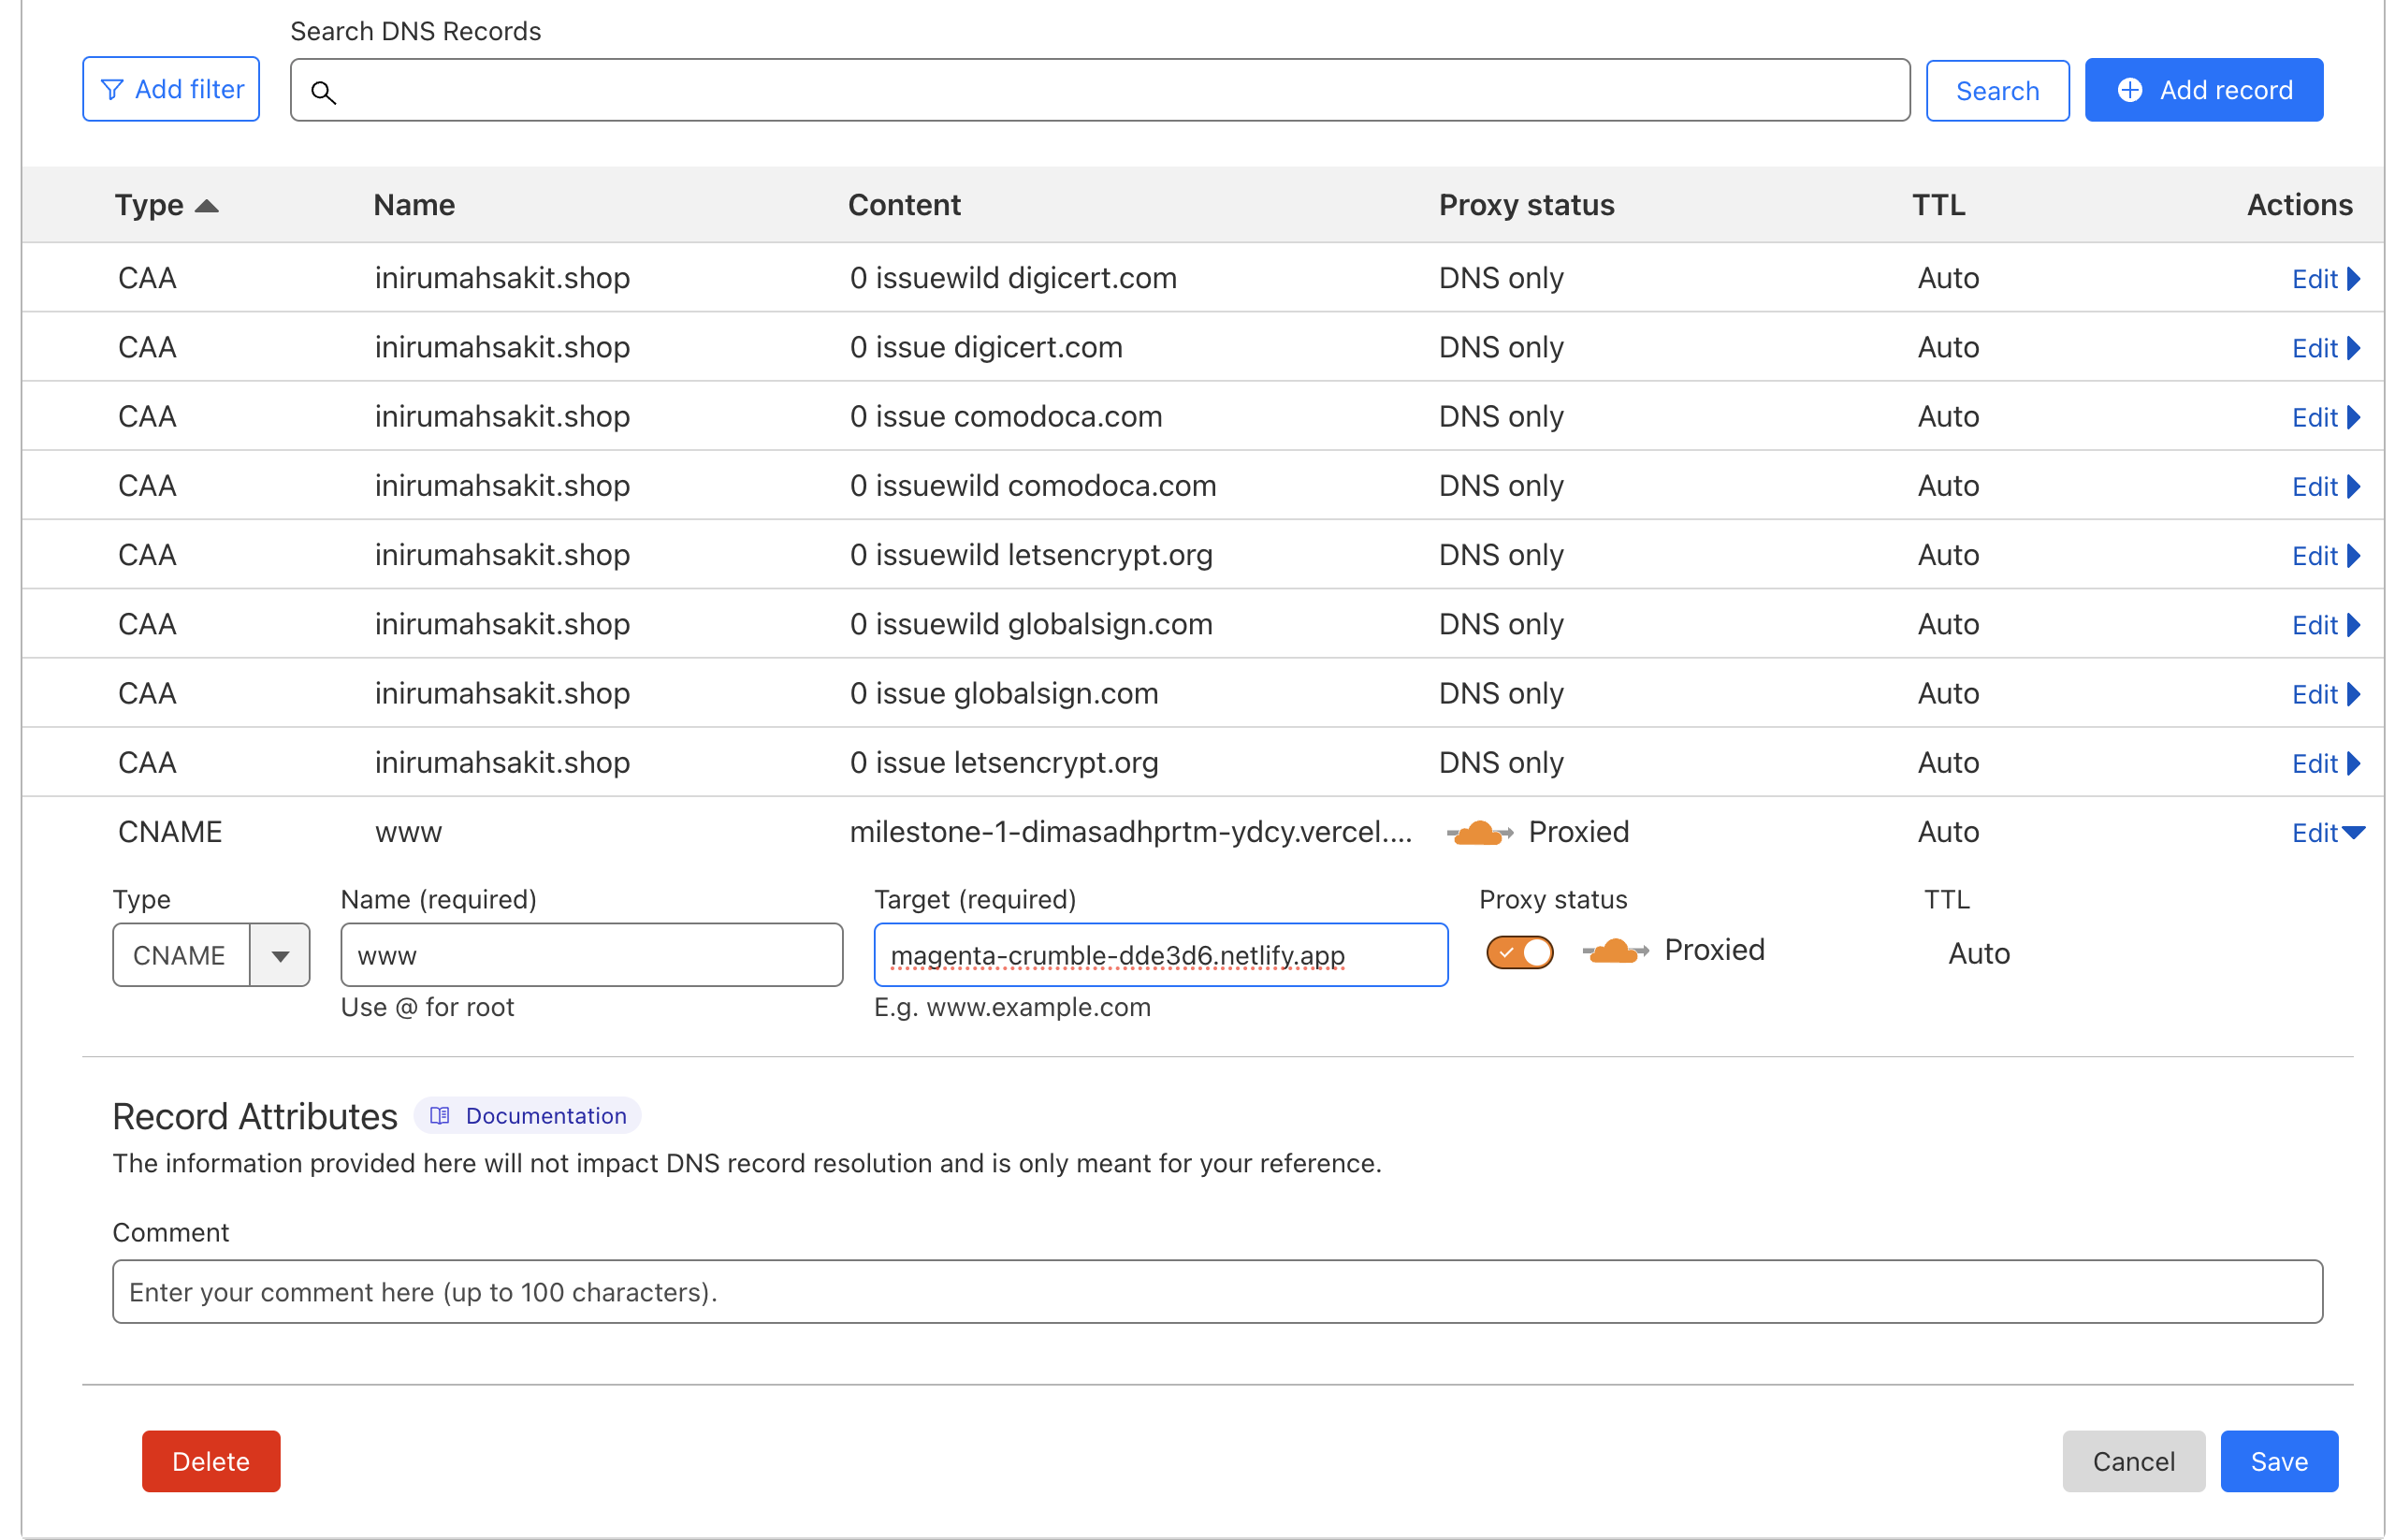 Search DNS Records
Add filter
Search
Add record
Type Name Content Proxy status TTL Actions
CAA inirumahsakit.shop 0 issuewild digicert.com DNS only Auto Edit
CAA inirumahsakit.shop 0 issue digicert.com DNS only Auto Edit
CAA inirumahsakit.shop 0 issue comodoca.com DNS only Auto Edit
CAA inirumahsakit.shop 0 issuewild comodoca.com DNS only Auto Edit
CAA inirumahsakit.shop 0 issuewild letsencrypt.org DNS only Auto Edit
CAA inirumahsakit.shop 0 issuewild globalsign.com DNS only Auto Edit
CAA inirumahsakit.shop 0 issue globalsign.com DNS only Auto Edit
CAA inirumahsakit.shop 0 issue letsencrypt.org DNS only Auto Edit
CNAME www milestone-1-dimasadhprtm-ydcy.vercel.... Proxied Auto Edit
Type Name (required) Target (required) Proxy status TTL
CNAME www magenta-crumble-dde3d6.netlify.app Proxied Auto
Use @ for root E.g. www.example.com
Record Attributes Documentation
The information provided here will not impact DNS record resolution and is only meant for your reference.
Comment
Enter your comment here (up to 100 characters).
Delete Cancel Save